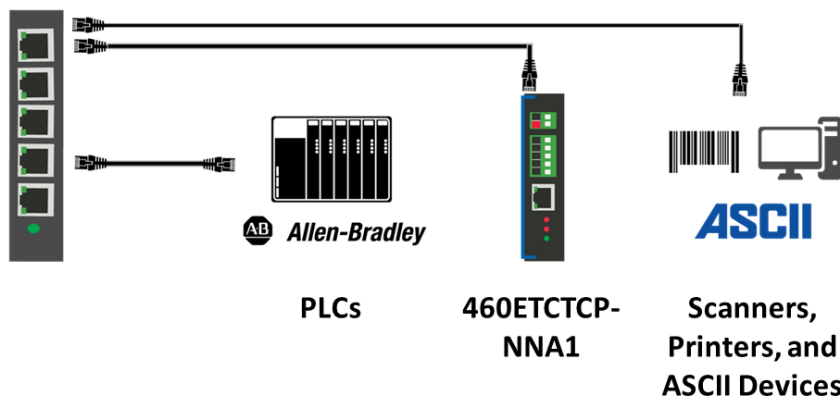 AB Allen-Bradley
ASCII
PLCs
460ETCTCP-
NNA1
Scanners,
Printers, and
ASCII Devices